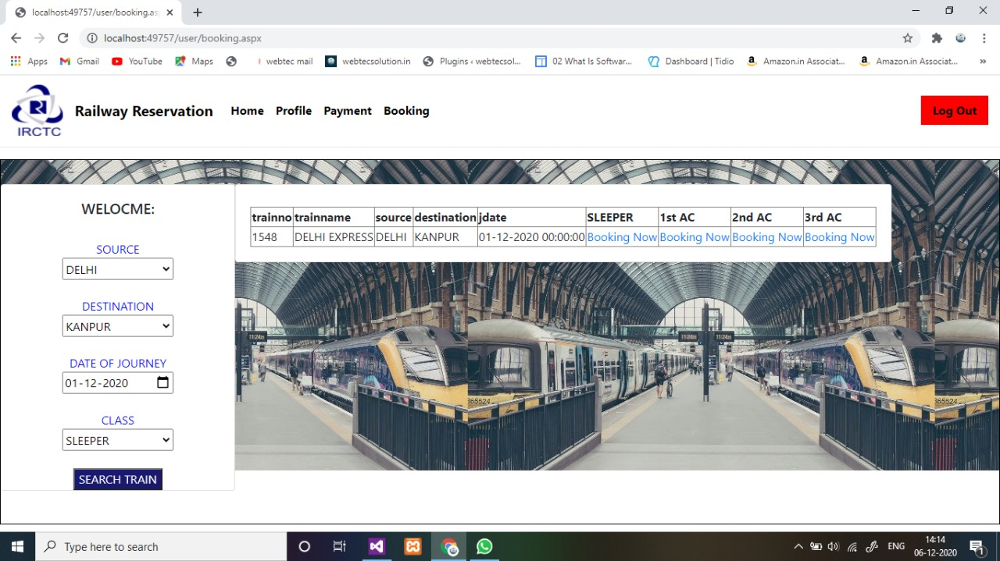 localhost:49757/user/booking.as
localhost:49757/user/booking.aspx
Apps Gmail YouTube Maps webtec mail webtecsolution.in Plugins ‹ webtecsol... 02 What Is Softwar... Dashboard | Tidio Amazon.in Associat... Amazon.in Associat... »
IRCTC
Railway Reservation Home Profile Payment Booking Log Out
WELOCME:
SOURCE
DELHI
DESTINATION
KANPUR
DATE OF JOURNEY
01-12-2020
CLASS
SLEEPER
SEARCH TRAIN
trainno trainname source destination jdate SLEEPER 1st AC 2nd AC 3rd AC
1548 DELHI EXPRESS DELHI KANPUR 01-12-2020 00:00:00 Booking Now Booking Now Booking Now Booking Now
365524 365524
Type here to search
ENG 14:14
06-12-2020
1